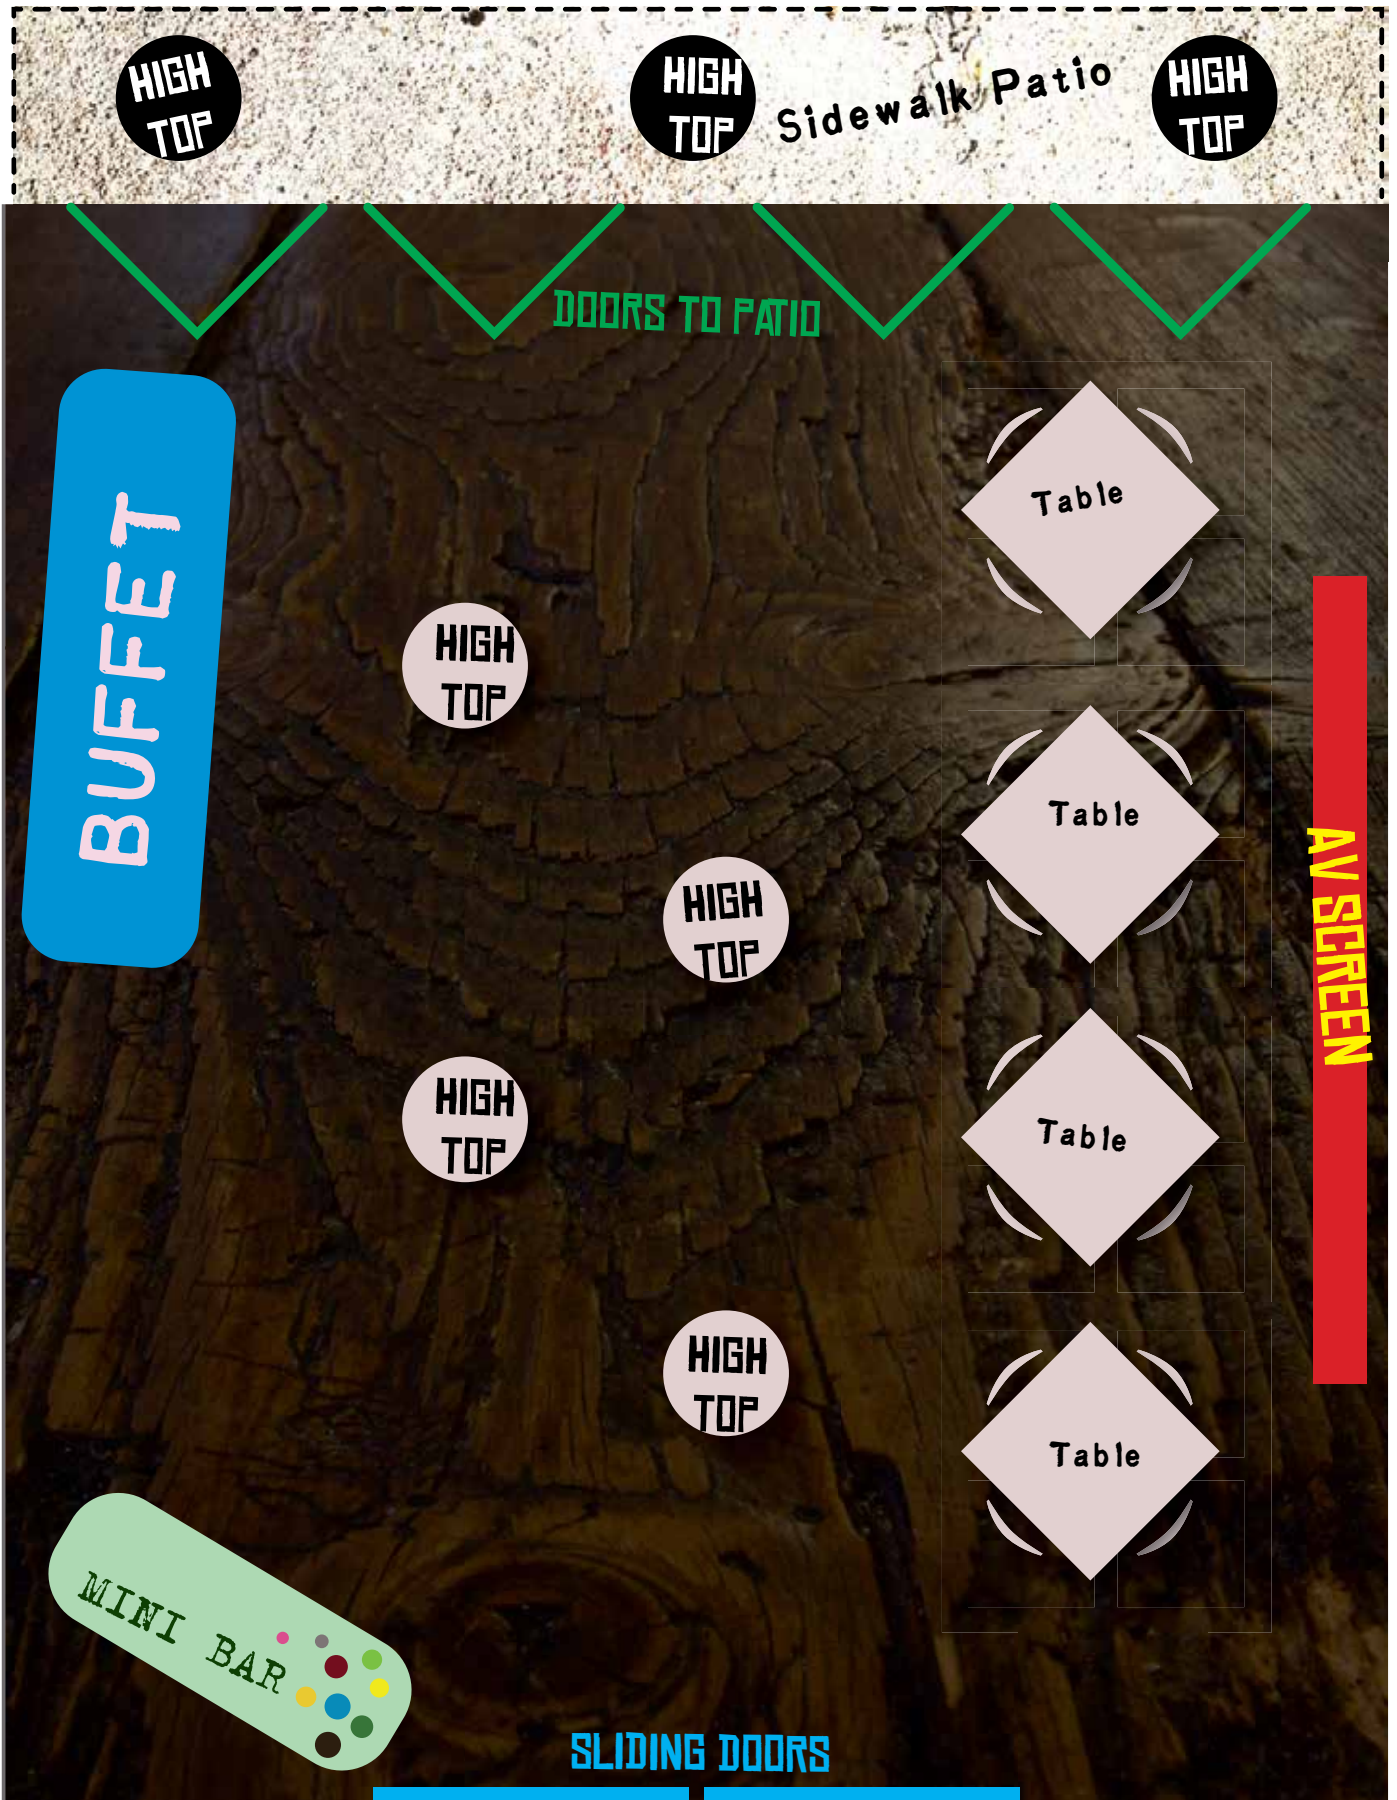 HIGH
TOP
HIGH
TOP
Sidewalk Patio
HIGH
TOP
DOORS TO PATIO
BUFFET
Table
HIGH
TOP
Table
AV SCREEN
HIGH
TOP
HIGH
TOP
Table
HIGH
TOP
Table
MINI BAR
SLIDING DOORS